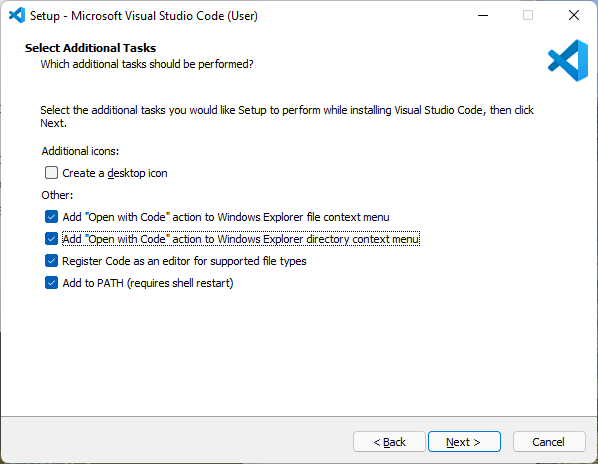 Setup - Microsoft Visual Studio Code (User)
Select Additional Tasks
Which additional tasks should be performed?
Select the additional tasks you would like Setup to perform while installing Visual Studio Code, then click
Next.
Additional icons:
Create a desktop icon
Other:
Add "Open with Code" action to Windows Explorer file context menu
Add "Open with Code" action to Windows Explorer directory context menu
Register Code as an editor for supported file types
Add to PATH (requires shell restart)
< Back
Next >
Cancel